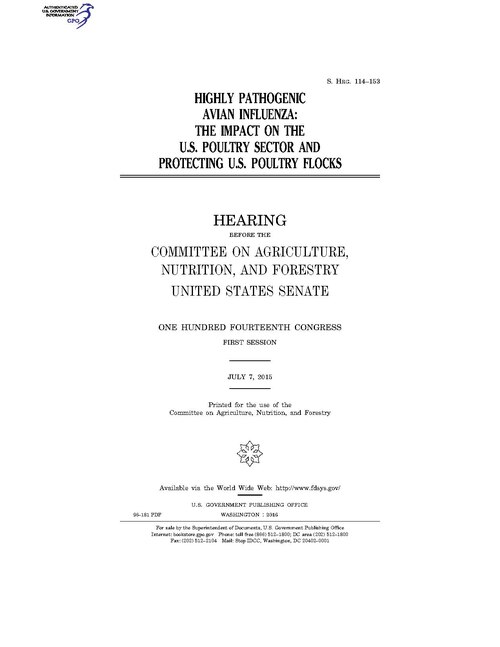 AUTHENTICATED
U.S. GOVERNMENT
INFORMATION
GPO
S. HRG. 114–153
HIGHLY PATHOGENIC
AVIAN INFLUENZA:
THE IMPACT ON THE
U.S. POULTRY SECTOR AND
PROTECTING U.S. POULTRY FLOCKS
HEARING
BEFORE THE
COMMITTEE ON AGRICULTURE,
NUTRITION, AND FORESTRY
UNITED STATES SENATE
ONE HUNDRED FOURTEENTH CONGRESS
FIRST SESSION
JULY 7, 2015
Printed for the use of the
Committee on Agriculture, Nutrition, and Forestry
Available via the World Wide Web: http://www.fdsys.gov/
U.S. GOVERNMENT PUBLISHING OFFICE
96–181 PDF WASHINGTON : 2016
For sale by the Superintendent of Documents, U.S. Government Publishing Office
Internet: bookstore.gpo.gov Phone: toll free (866) 512–1800; DC area (202) 512–1800
Fax: (202) 512–2104 Mail: Stop IDCC, Washington, DC 20402–0001